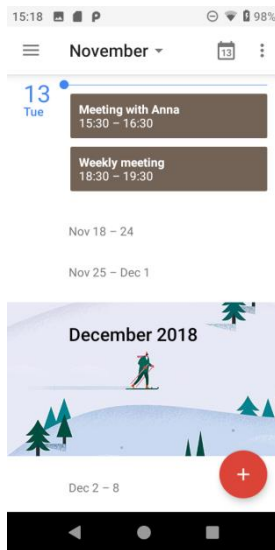 15:18 98%
November 13
13
Tue
Meeting with Anna
15:30 – 16:30
Weekly meeting
18:30 – 19:30
Nov 18 – 24
Nov 25 – Dec 1
December 2018
Dec 2 – 8